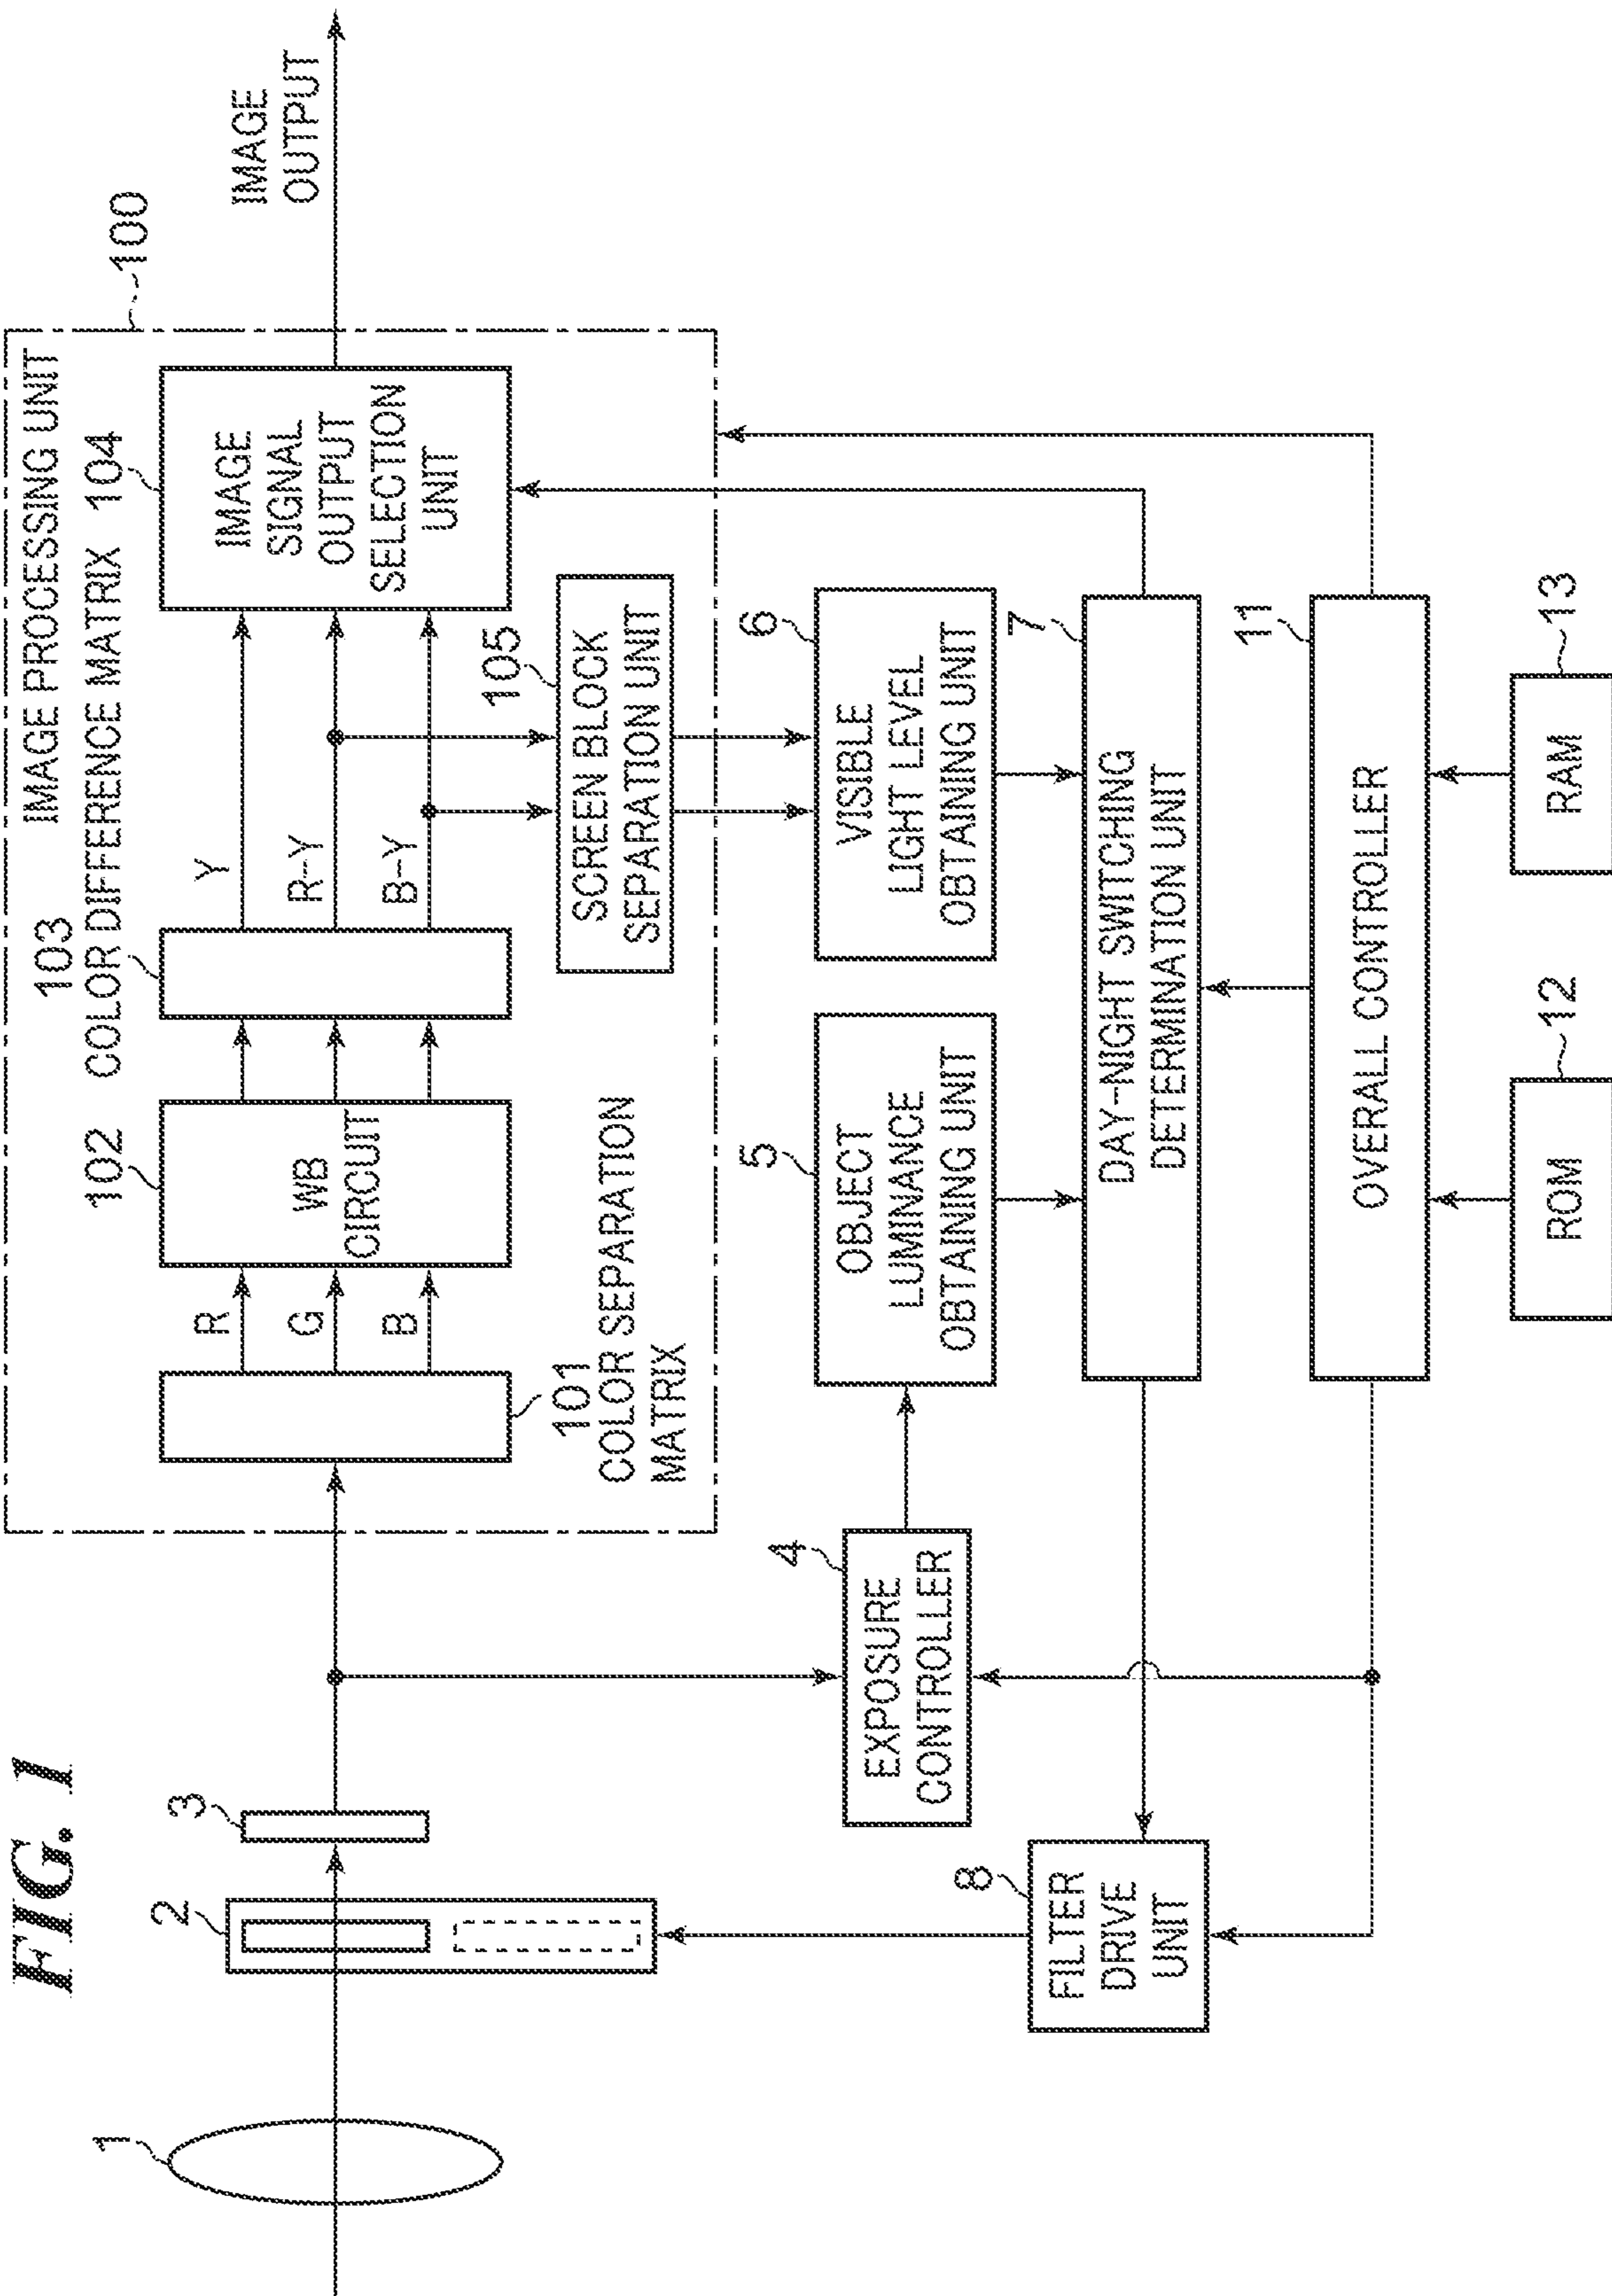 FIG. 1
IMAGE PROCESSING UNIT
100
103
COLOR DIFFERENCE MATRIX
104
102
1
2
3
R
G
B
WB
CIRCUIT
Y
R-Y
B-Y
IMAGE
SIGNAL
OUTPUT
SELECTION
UNIT
IMAGE
OUTPUT
101
COLOR SEPARATION
MATRIX
105
SCREEN BLOCK
SEPARATION UNIT
4
EXPOSURE
CONTROLLER
5
OBJECT
LUMINANCE
OBTAINING UNIT
6
VISIBLE
LIGHT LEVEL
OBTAINING UNIT
8
FILTER
DRIVE
UNIT
7
DAY-NIGHT SWITCHING
DETERMINATION UNIT
11
OVERALL CONTROLLER
12
ROM
13
RAM